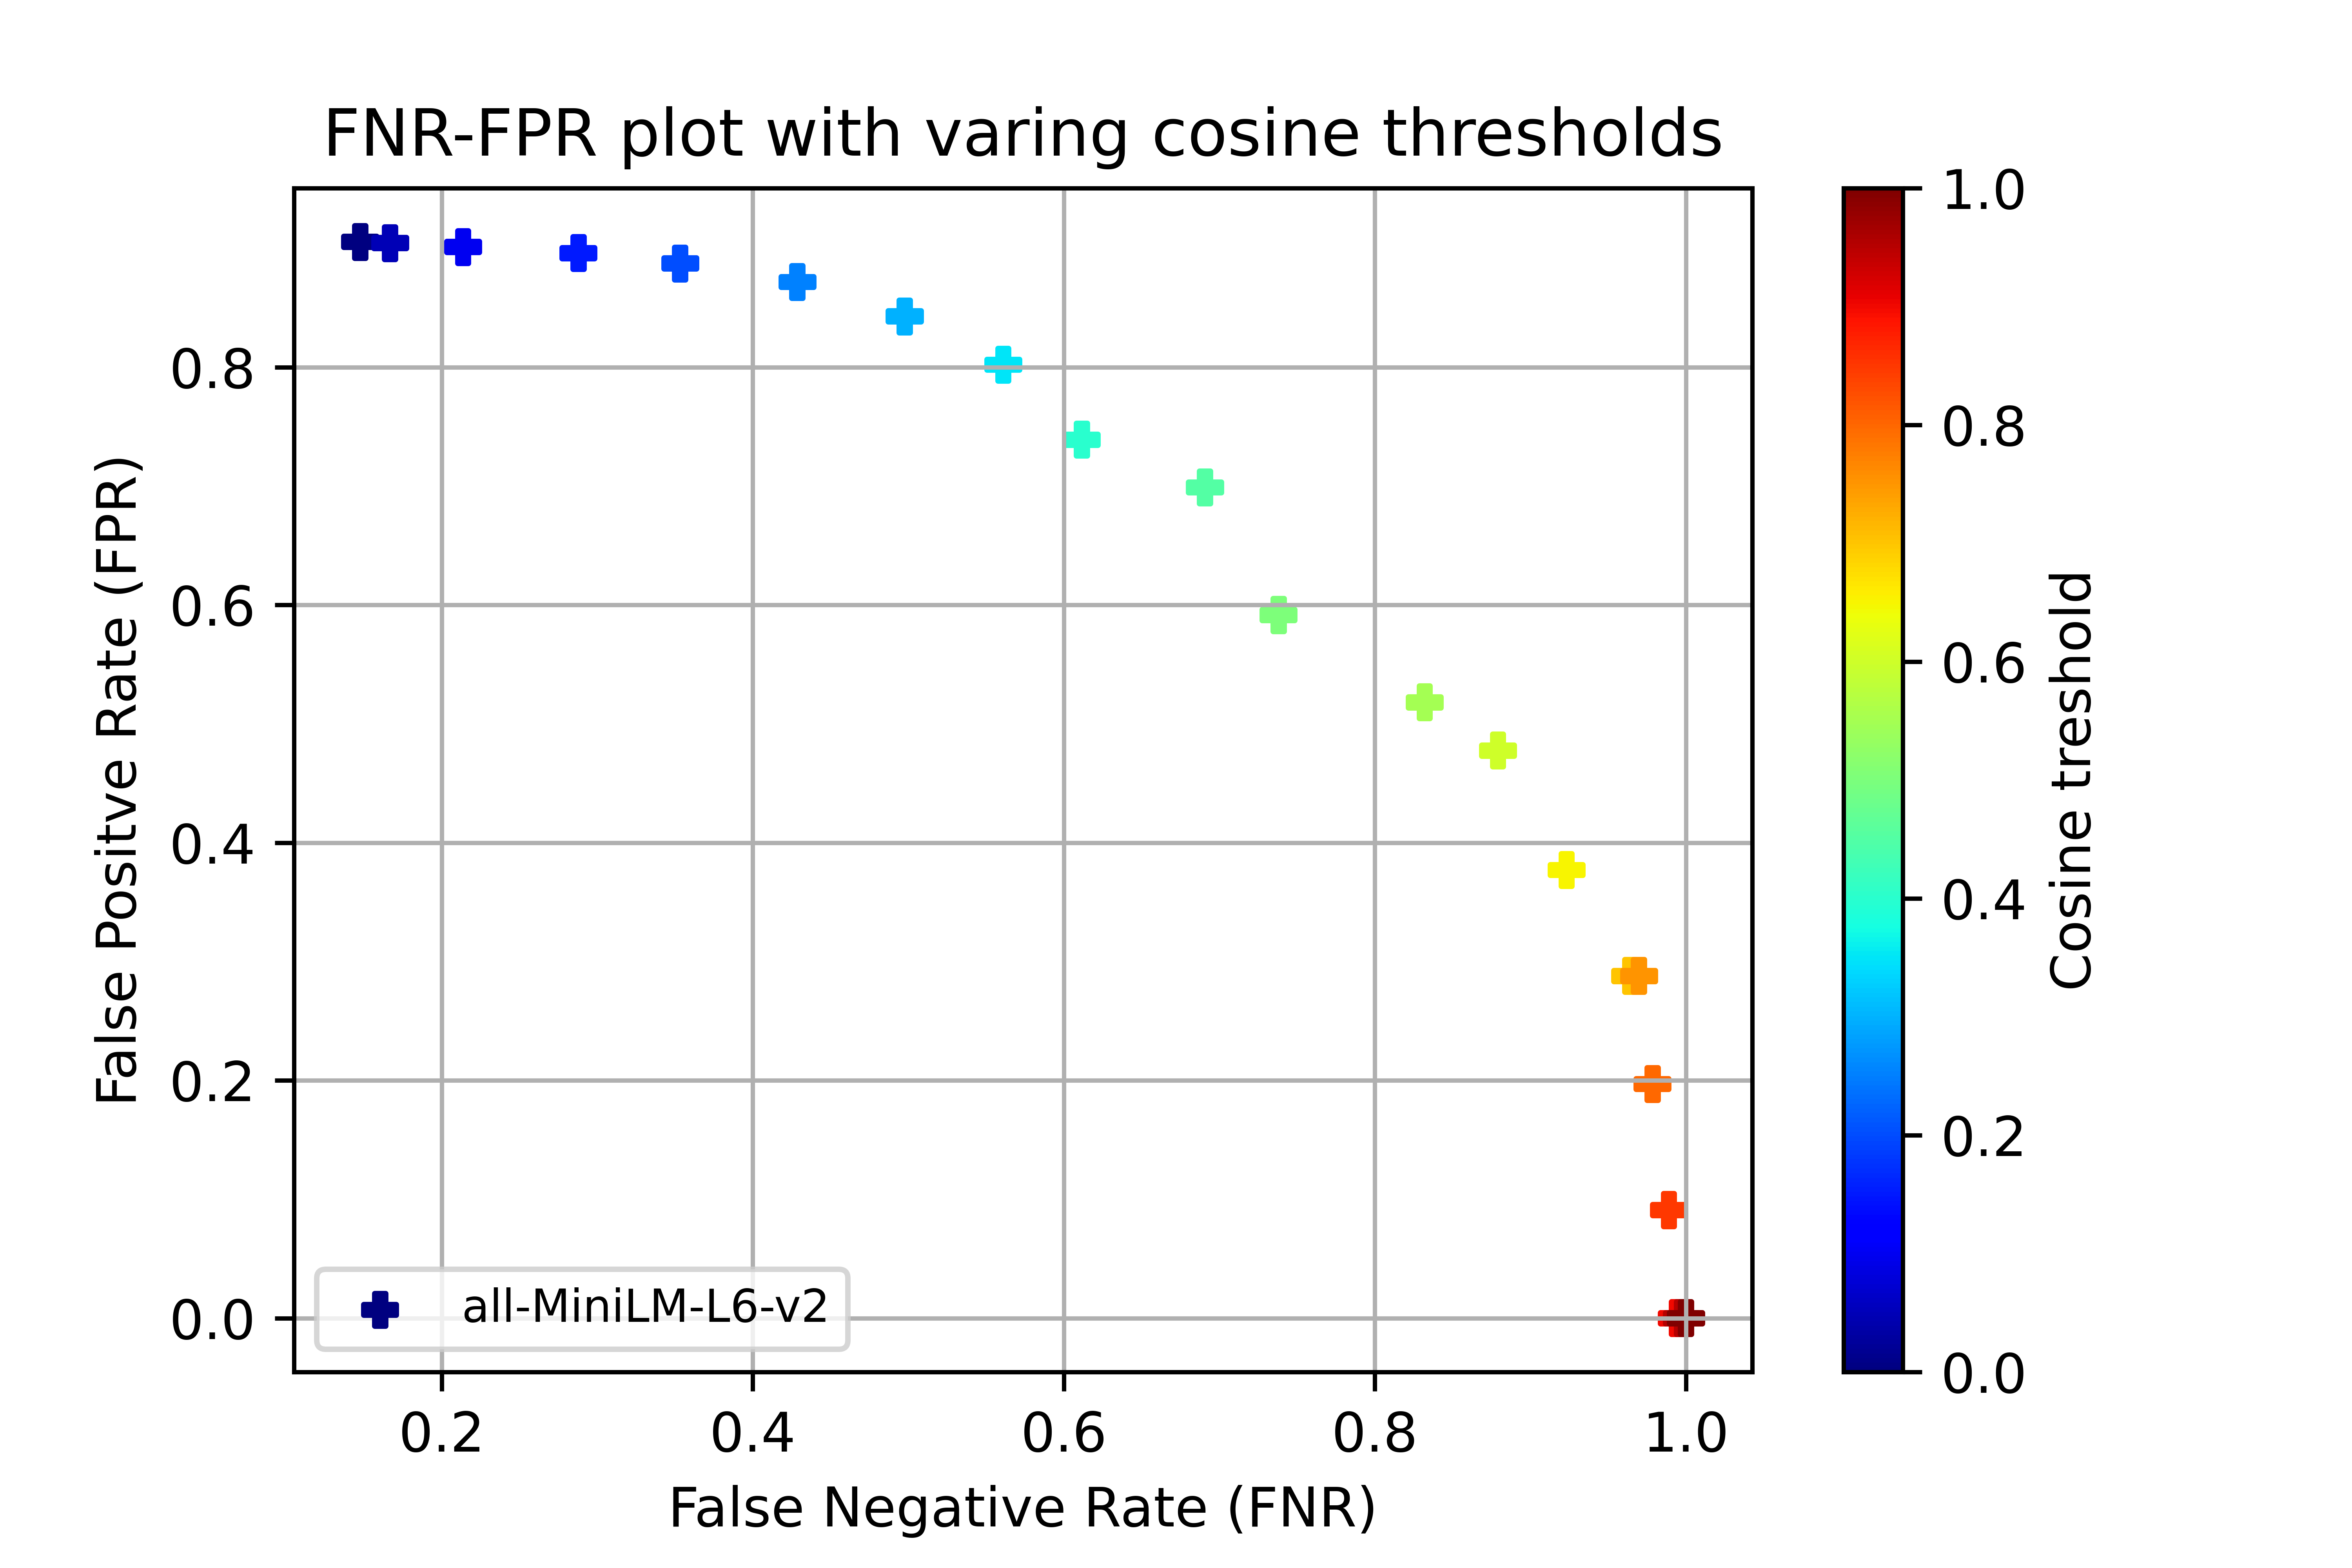 FNR-FPR plot with varing cosine thresholds
1.0
0.8
0.6
0.4
0.2
0.0
False Positive Rate (FPR)
0.8
0.6
0.4
0.2
0.0
Cosine treshold
all-MiniLM-L6-v2
0.2 0.4 0.6 0.8 1.0
False Negative Rate (FNR)